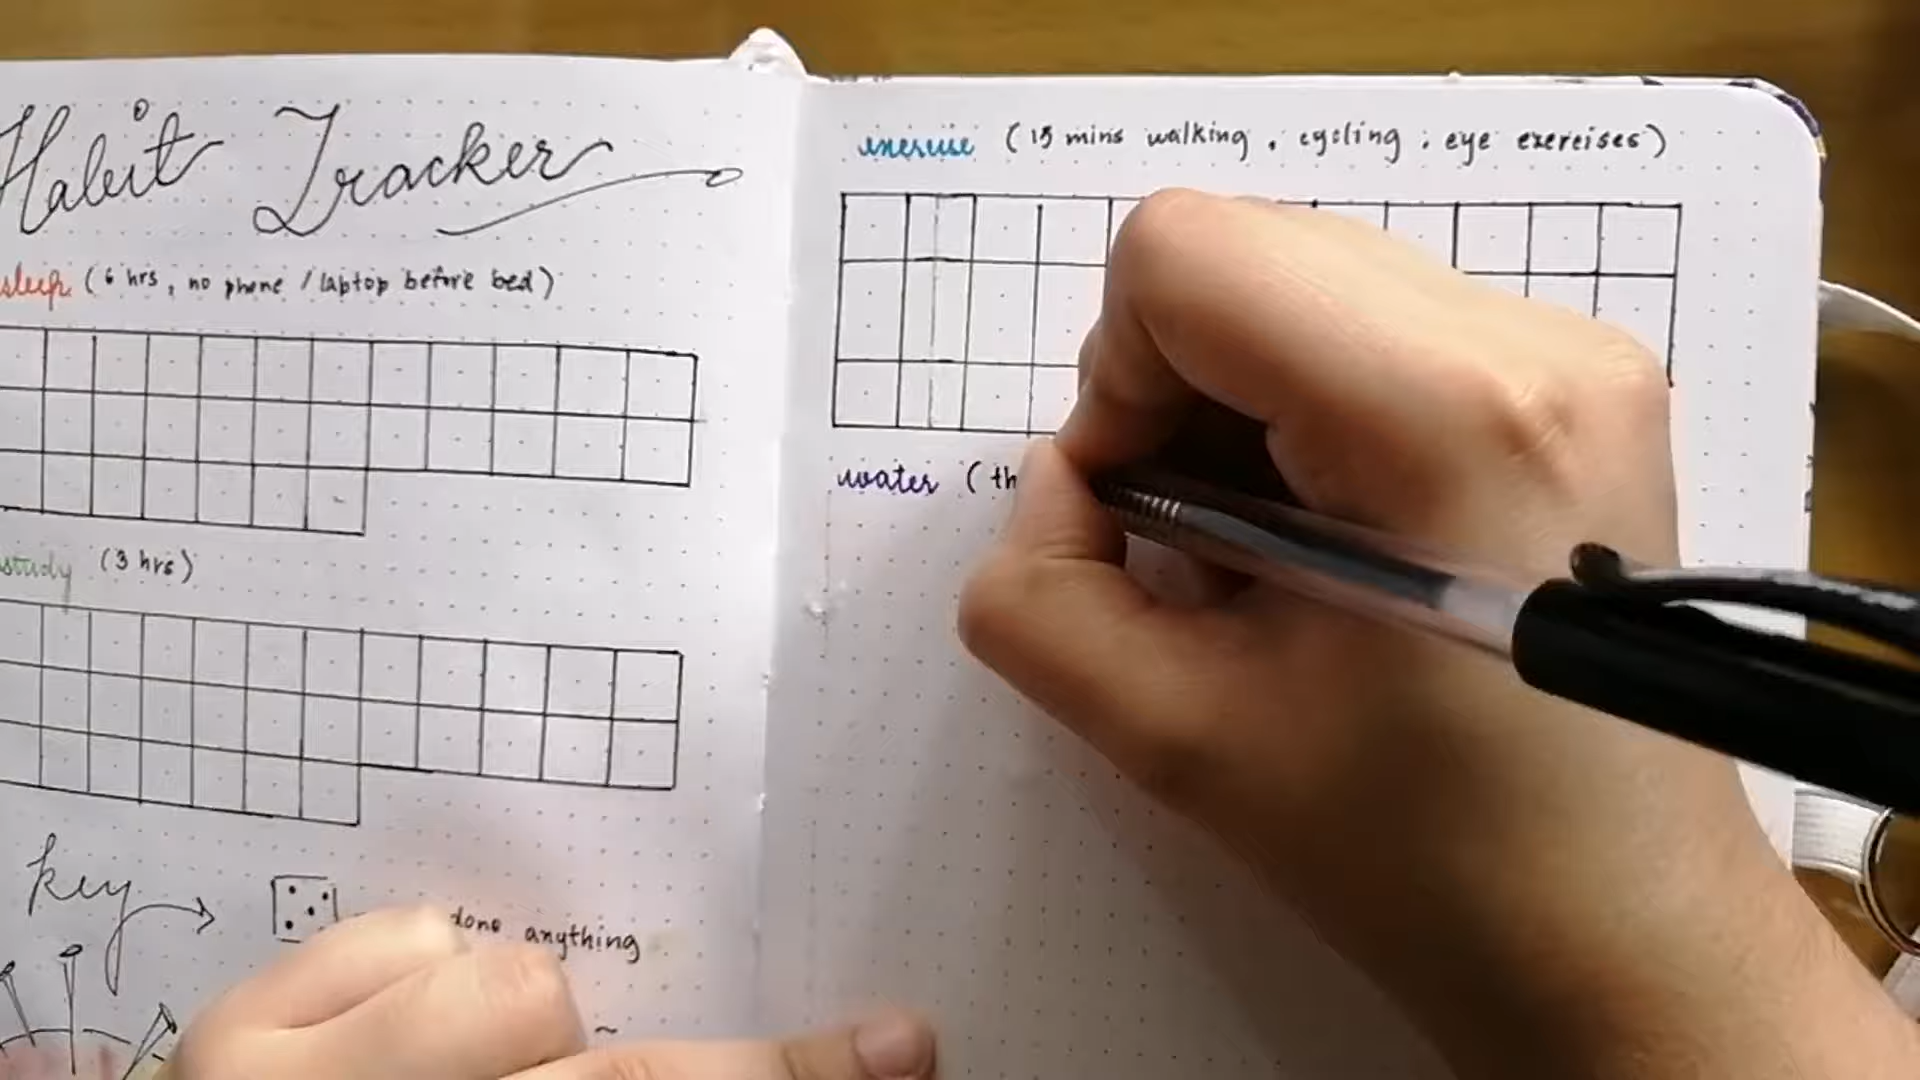 Habit Tracker
sleep (6 hrs, no phone / laptop before bed)
study (3 hrs)
key
done anything
exercise (15 mins walking, cycling, eye exercises)
water (th